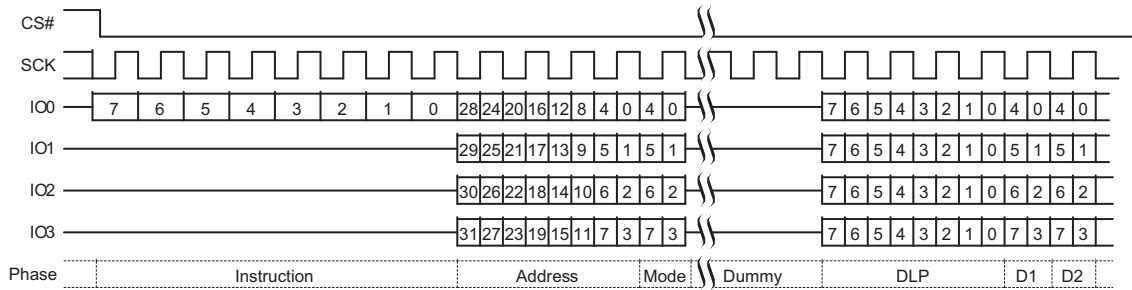 CS#
SCK
IO0 7 6 5 4 3 2 1 0 28 24 20 16 12 8 4 0 4 0 7 6 5 4 3 2 1 0 4 0 4 0
IO1 29 25 21 17 13 9 5 1 5 1 7 6 5 4 3 2 1 0 5 1 5 1
IO2 30 26 22 18 14 10 6 2 6 2 7 6 5 4 3 2 1 0 6 2 6 2
IO3 31 27 23 19 15 11 7 3 7 3 7 6 5 4 3 2 1 0 7 3 7 3
Phase Instruction Address Mode Dummy DLP D1 D2